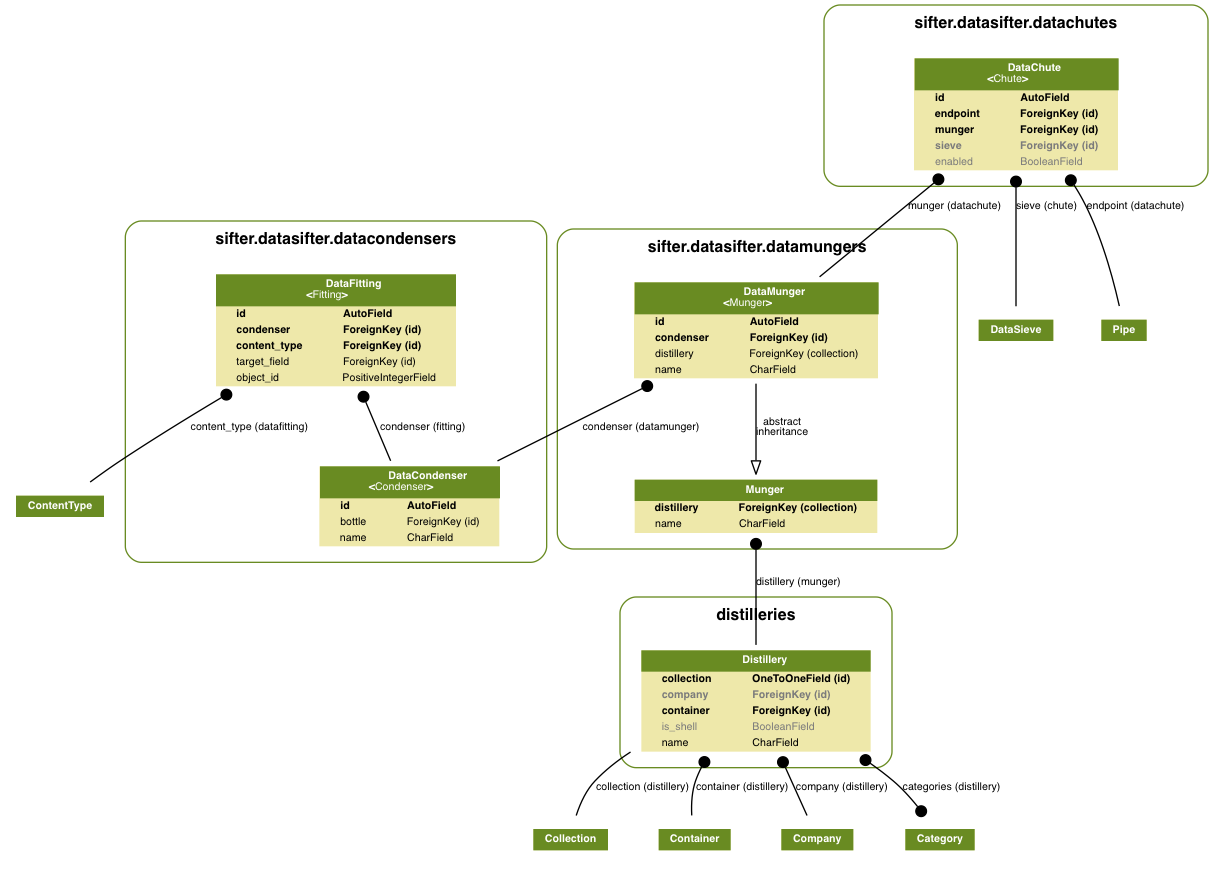 sifter.datasifter.datachutes
DataChute
<Chute>
id AutoField
endpoint ForeignKey (id)
munger ForeignKey (id)
sieve ForeignKey (id)
enabled BooleanField
munger (datachute) sieve (chute) endpoint (datachute)
sifter.datasifter.datacondensers
sifter.datasifter.datamungers
DataFitting
<Fitting>
id AutoField
condenser ForeignKey (id)
content_type ForeignKey (id)
target_field ForeignKey (id)
object_id PositiveIntegerField
DataMunger
<Munger>
id AutoField
condenser ForeignKey (id)
distillery ForeignKey (collection)
name CharField
DataSieve
Pipe
content_type (datafitting)
condenser (fitting)
condenser (datamunger)
abstract
inheritance
ContentType
DataCondenser
<Condenser>
id AutoField
bottle ForeignKey (id)
name CharField
Munger
distillery ForeignKey (collection)
name CharField
distillery (munger)
distilleries
Distillery
collection OneToOneField (id)
company ForeignKey (id)
container ForeignKey (id)
is_shell BooleanField
name CharField
collection (distillery) container (distillery) company (distillery) categories (distillery)
Collection
Container
Company
Category